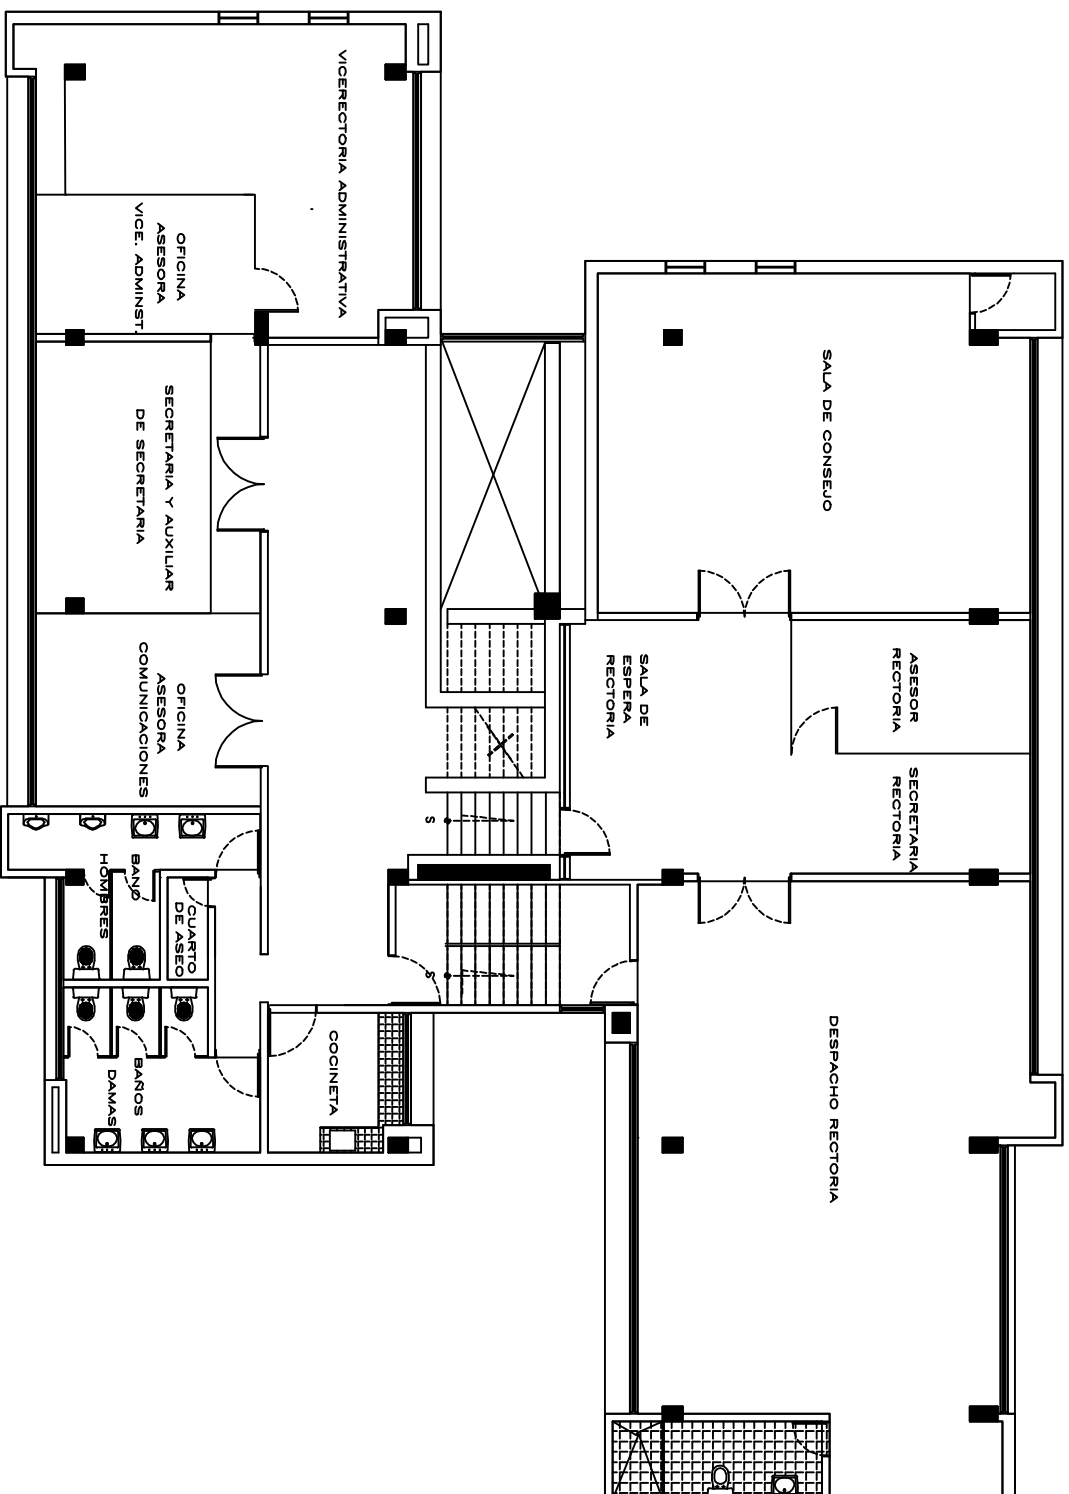 VICERECTORIA ADMINISTRATIVA
OFICINA
ASESORA
VICE. ADMINST.
SECRETARIA Y AUXILIAR
DE SECRETARIA
OFICINA
ASESORA
COMUNICACIONES
BAÑO
HOMBRES
CUARTO
DE ASEO
BAÑOS
DAMAS
COCINETA
S
S
SALA DE CONSEJO
SALA DE
ESPERA
RECTORIA
ASESOR
RECTORIA
SECRETARIA
RECTORIA
DESPACHO RECTORIA